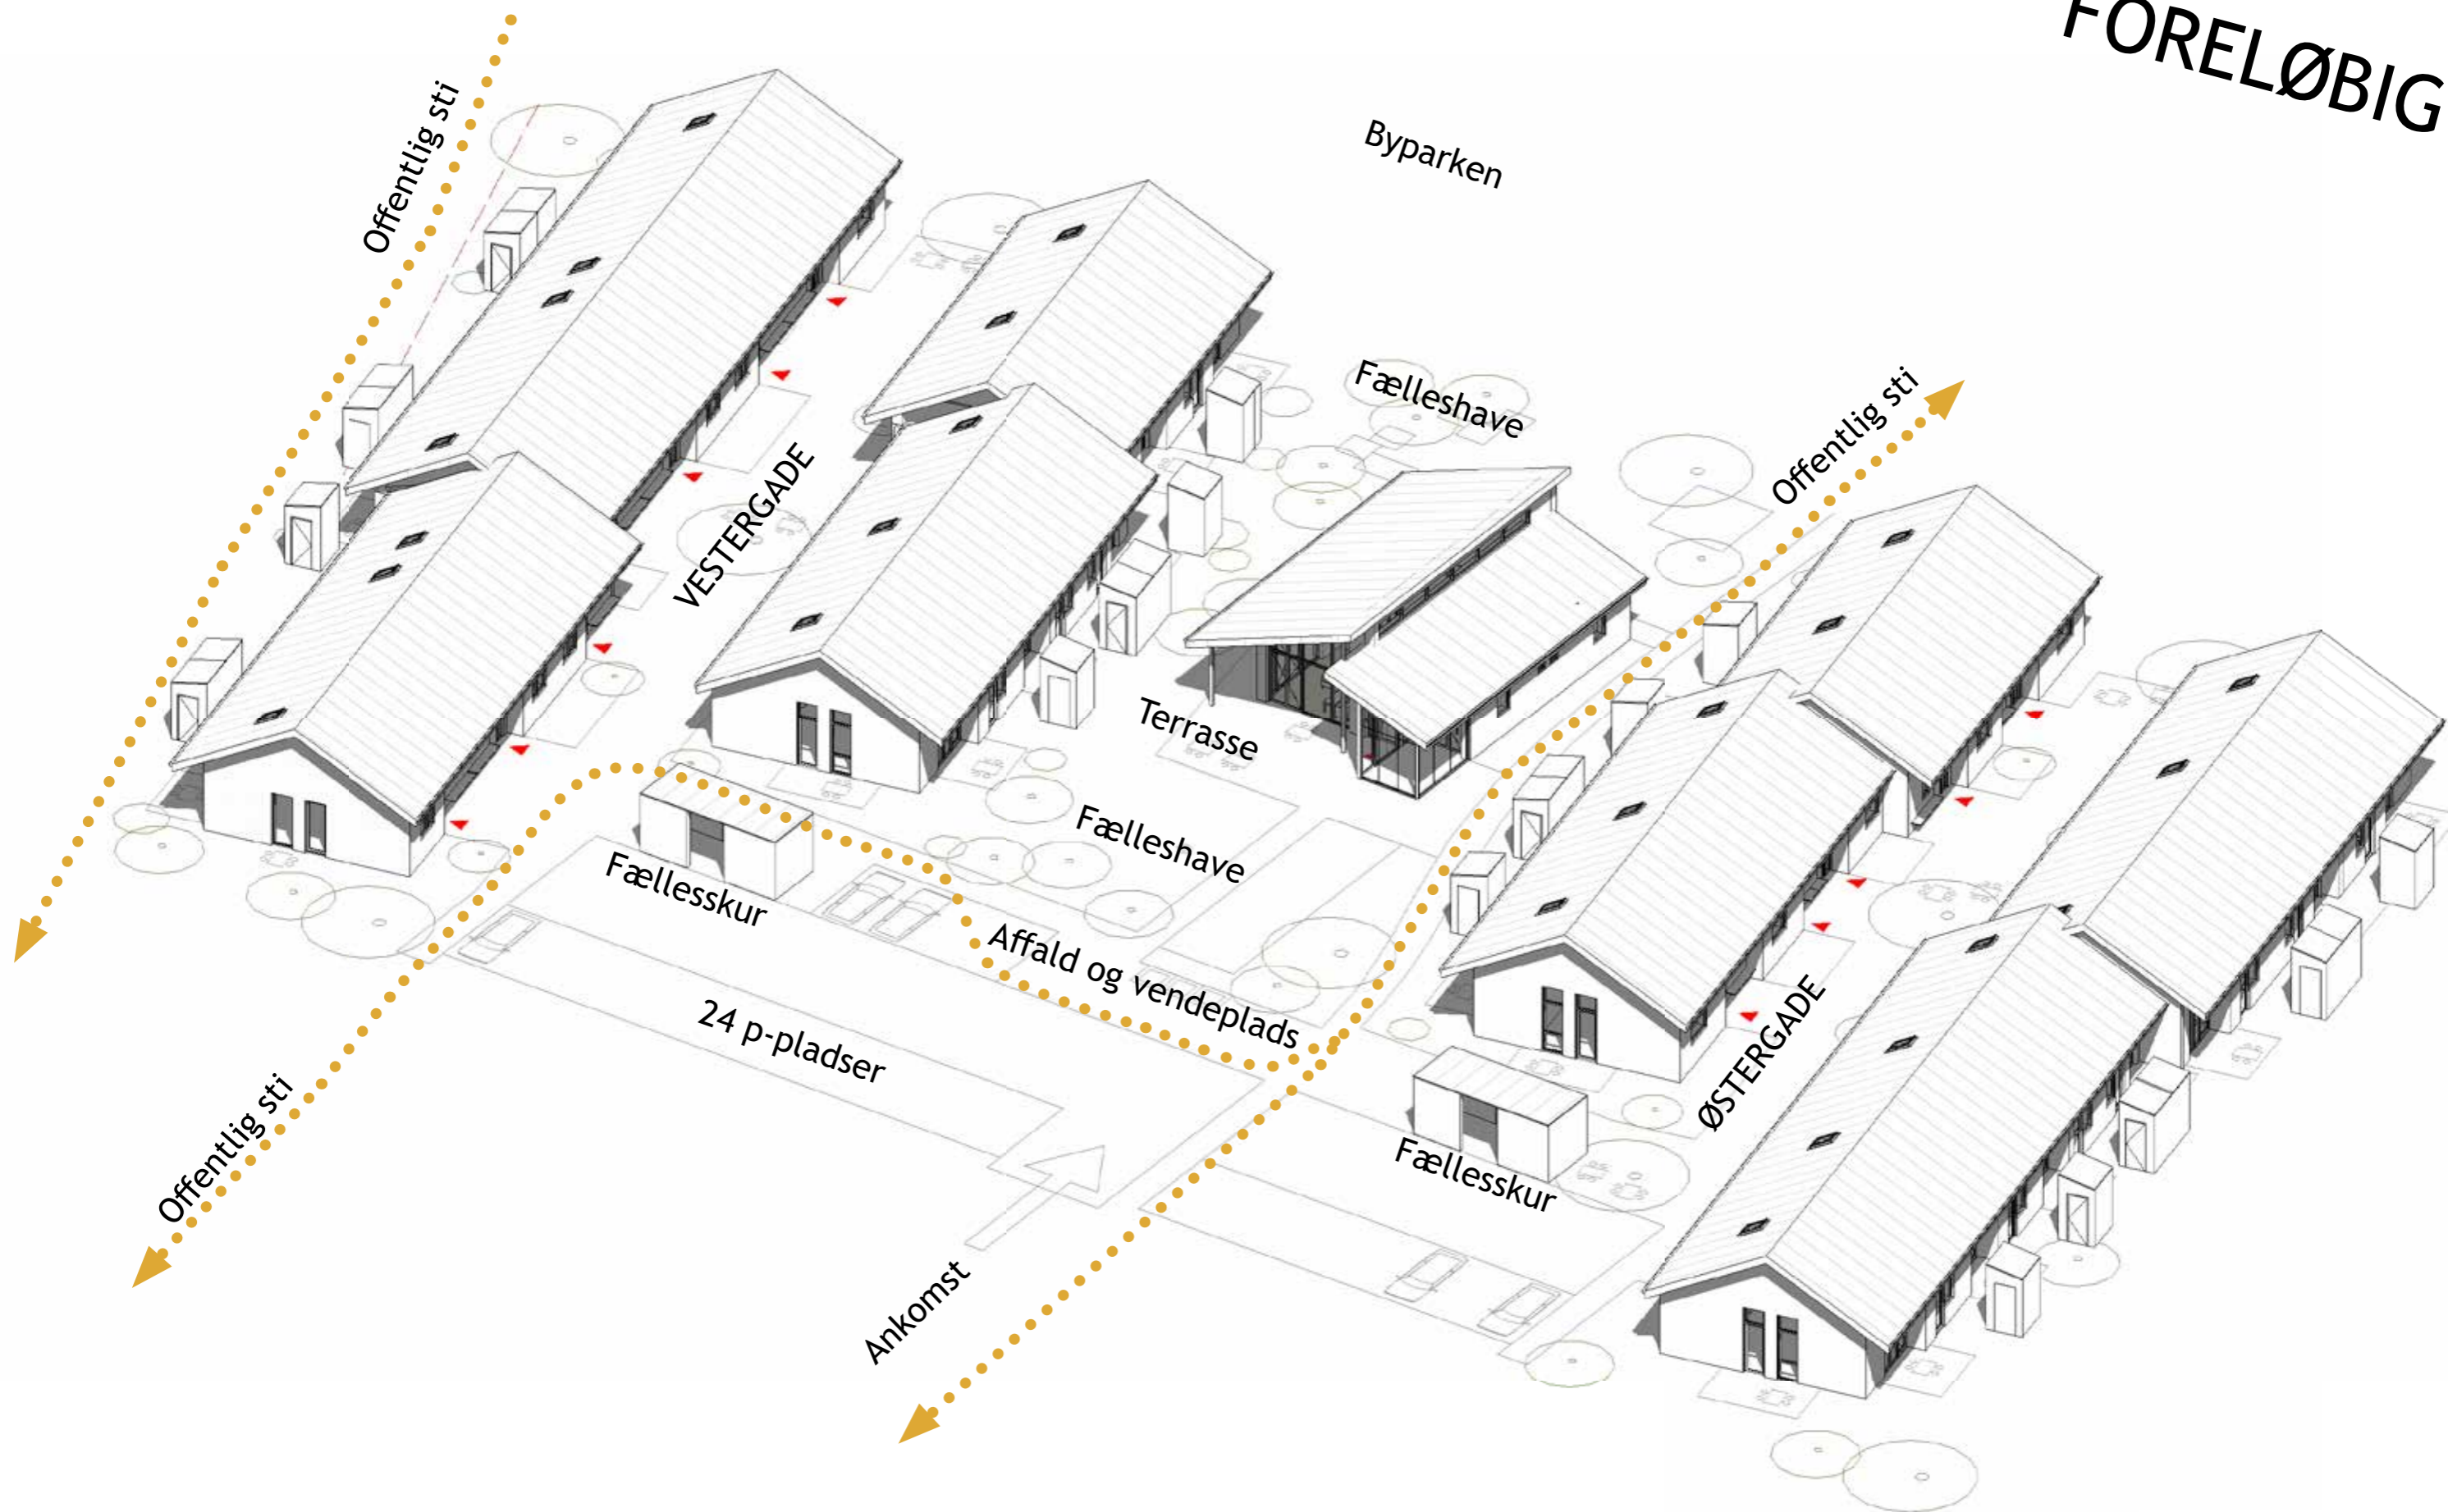 FORELØBIG
Offentlig sti
Byparken
Fælleshave
Offentlig sti
VESTERGADE
Terrasse
Fælleshave
Fællesskur
Affald og vendeplads
24 p-pladser
ØSTERGADE
Offentlig sti
Fællesskur
Ankomst